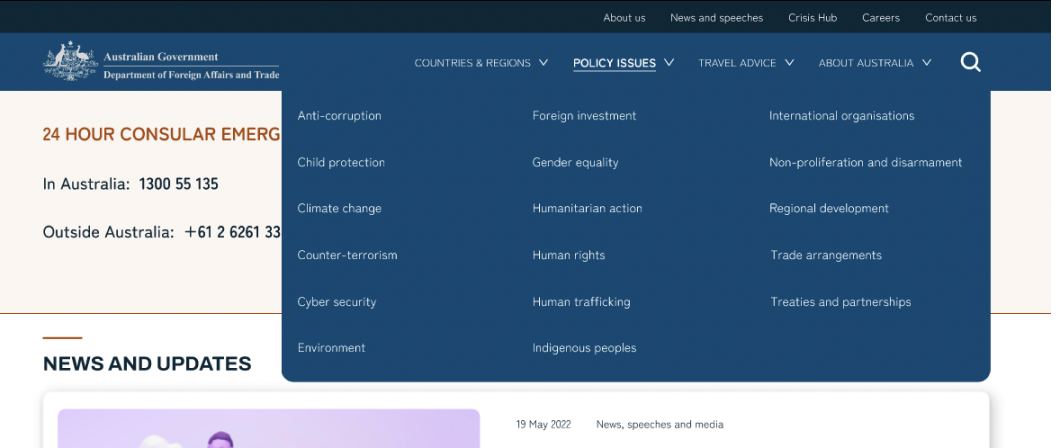 About us News and speeches Crisis Hub Careers Contact us
Australian Government
Department of Foreign Affairs and Trade
COUNTRIES & REGIONS POLICY ISSUES TRAVEL ADVICE ABOUT AUSTRALIA
Anti-corruption Foreign investment International organisations
Child protection Gender equality Non-proliferation and disarmament
Climate change Humanitarian action Regional development
Counter-terrorism Human rights Trade arrangements
Cyber security Human trafficking Treaties and partnerships
Environment Indigenous peoples
24 HOUR CONSULAR EMERG
In Australia: 1300 55 135
Outside Australia: +61 2 6261 33
NEWS AND UPDATES
19 May 2022 News, speeches and media